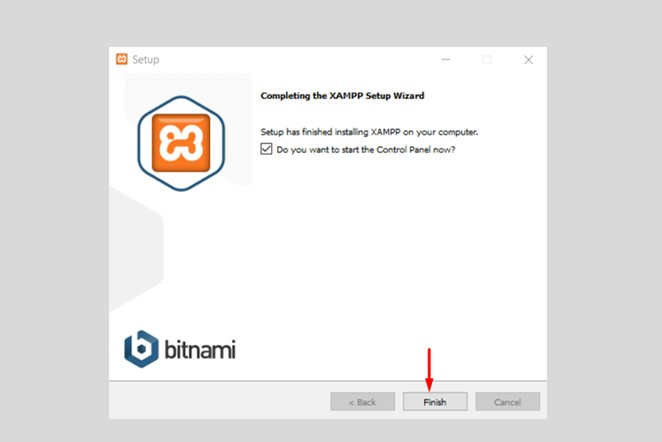 Setup
Completing the XAMPP Setup Wizard
Setup has finished installing XAMPP on your computer.
Do you want to start the Control Panel now?
bitnami
< Back
Finish
Cancel